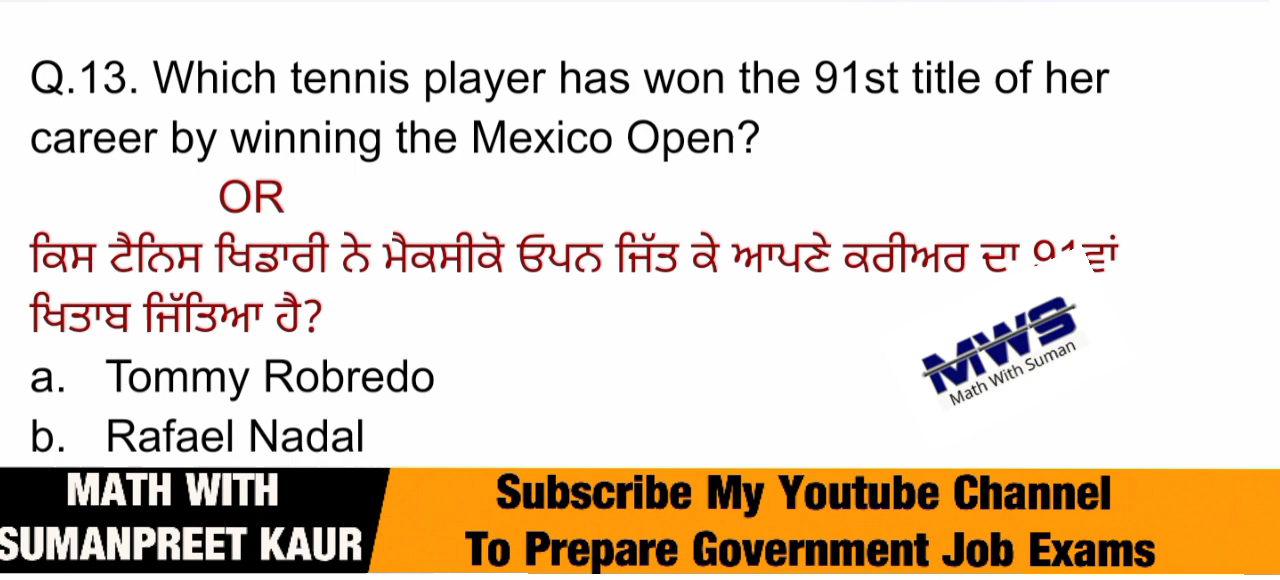 Q.13. Which tennis player has won the 91st title of her
career by winning the Mexico Open?
OR
ਕਿਸ ਟੈਨਿਸ ਖਿਡਾਰੀ ਨੇ ਮੈਕਸੀਕੋ ਓਪਨ ਜਿੱਤ ਕੇ ਆਪਣੇ ਕਰੀਅਰ ਦਾ
ਖਿਤਾਬ ਜਿੱਤਿਆ ਹੈ?
MWS
Math With Suman
a. Tommy Robredo
b. Rafael Nadal
MATH WITH
SUMANPREET KAUR
Subscribe My Youtube Channel
To Prepare Government Job Exams